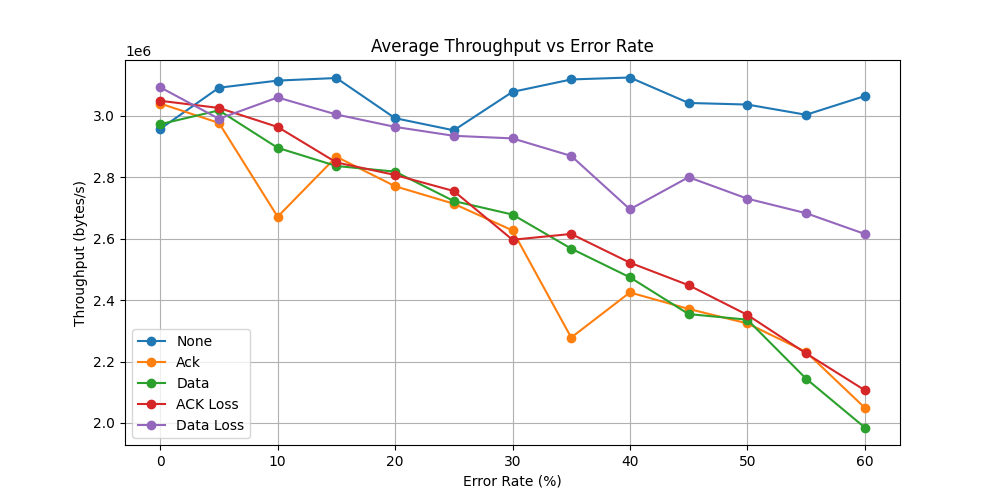 Average Throughput vs Error Rate
1e6
3.0
2.8
2.6
2.4
2.2
2.0
Throughput (bytes/s)
None
Ack
Data
ACK Loss
Data Loss
0 10 20 30 40 50 60
Error Rate (%)